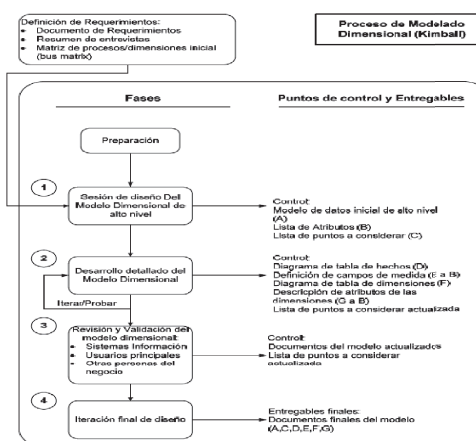 Definición de Requerimientos:
• Documento de Requerimientos
• Resumen de entrevistas
• Matriz de procesos/dimensiones inicial
(bus matrix)
Proceso de Modelado
Dimensional (Kimball)
Fases
Puntos de control y Entregables
Preparación
1
Sesión de diseño Del
Modelo Dimensional de
alto nivel
Control:
Modelo de datos inicial de alto nivel
(A)
Lista de Atributos (B)
Lista de puntos a considerar (C)
2
Desarrollo detallado del
Modelo Dimensional
Iterar/Probar
Control:
Diagrama de tabla de hechos (D)
Definición de campos de medida (E a B)
Diagrama de tabla de dimensiones (F)
Descripción de atributos de las
dimensiones (G a B)
Lista de puntos a considerar actualizada
3
Revisión y Validación del
modelo dimensional:
• Sistemas Información
• Usuarios principales
• Otras personas del
negocio
Control:
Documentos del modelo actualizados
Lista de puntos a considerar
actualizada
4
Iteración final de diseño
Entregables finales:
Documentos finales del modelo
(A,C,D,E,F,G)